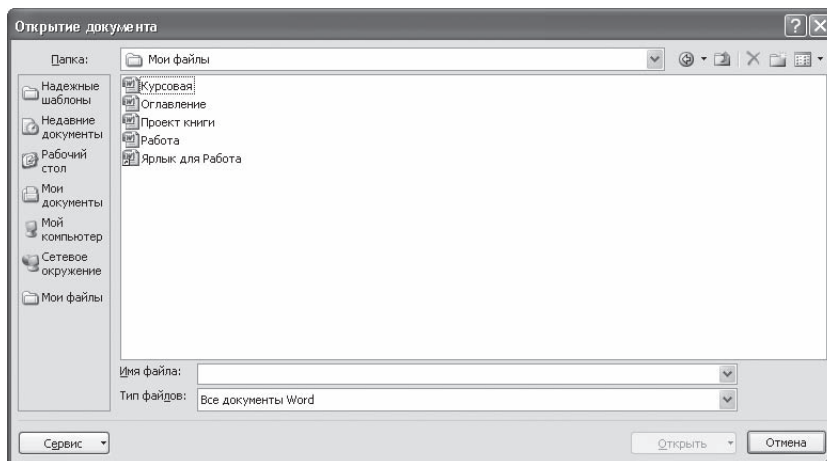 Открытие документа
Папка:
Мои файлы
Надежные
шаблоны
Недавние
документы
Рабочий
стол
Мои
документы
Мой
компьютер
Сетевое
окружение
Мои файлы
Курсовая
Оглавление
Проект книги
Работа
Ярлык для Работа
Имя файла:
Тип файлов:
Все документы Word
Сервис
Открыть
Отмена